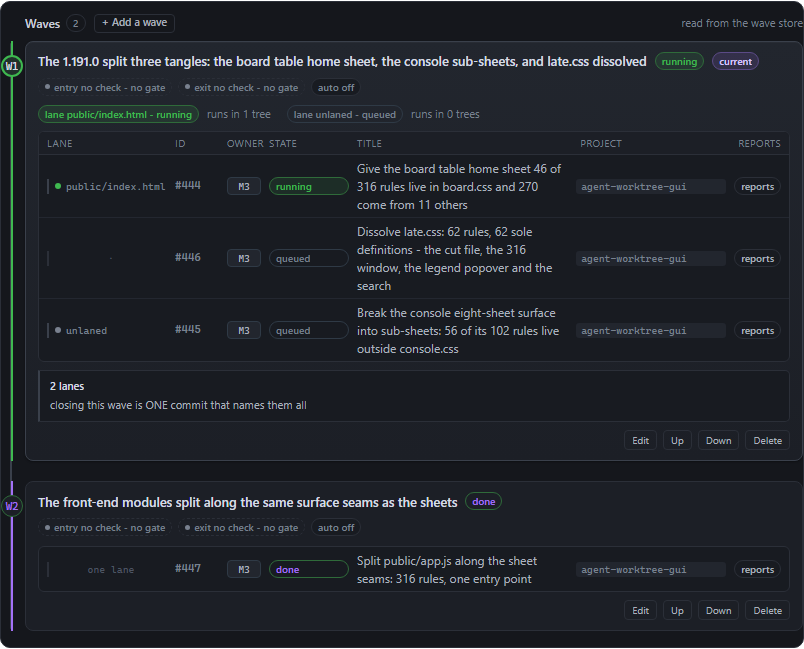 Waves 2 + Add a wave read from the wave store
W1 The 1.191.0 split three tangles: the board table home sheet, the console sub-sheets, and late.css dissolved running current
entry no check - no gate exit no check - no gate auto off
lane public/index.html - running runs in 1 tree lane unlaned - queued runs in 0 trees
LANE ID OWNER STATE TITLE PROJECT REPORTS
public/index.html #444 M3 running Give the board table home sheet 46 of
316 rules live in board.css and 270
come from 11 others
agent-worktree-gui reports
#446 M3 queued Dissolve late.css: 62 rules, 62 sole
definitions - the cut file, the 316
window, the legend popover and the
search
agent-worktree-gui reports
unlaned #445 M3 queued Break the console eight-sheet surface
into sub-sheets: 56 of its 102 rules live
outside console.css
agent-worktree-gui reports
2 lanes
closing this wave is ONE commit that names them all
Edit Up Down Delete
W2 The front-end modules split along the same surface seams as the sheets done
entry no check - no gate exit no check - no gate auto off
one lane #447 M3 done Split public/app.js along the sheet
seams: 316 rules, one entry point
agent-worktree-gui reports
Edit Up Down Delete